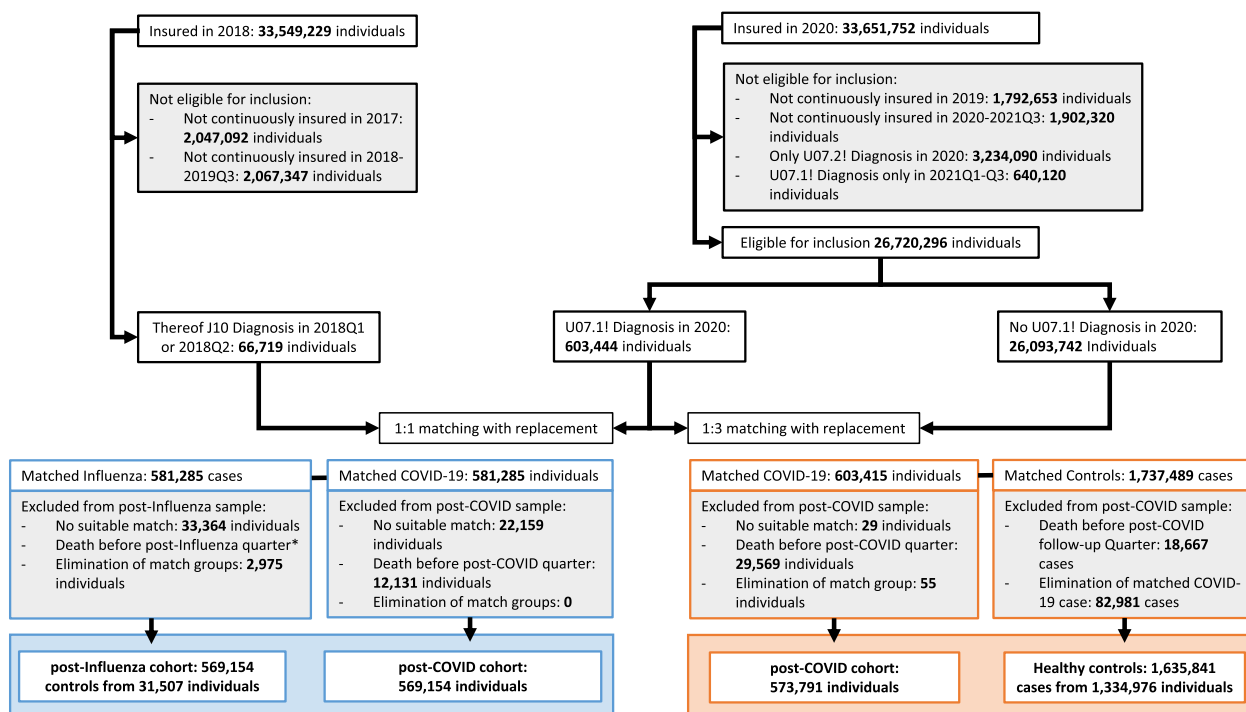 Insured in 2018: 33,549,229 individuals
Not eligible for inclusion:
- Not continuously insured in 2017:
2,047,092 individuals
- Not continuously insured in 2018-
2019Q3: 2,067,347 individuals
Thereof J10 Diagnosis in 2018Q1
or 2018Q2: 66,719 individuals
Insured in 2020: 33,651,752 individuals
Not eligible for inclusion:
- Not continuously insured in 2019: 1,792,653 individuals
- Not continuously insured in 2020-2021Q3: 1,902,320
individuals
- Only U07.2! Diagnosis in 2020: 3,234,090 individuals
- U07.1! Diagnosis only in 2021Q1-Q3: 640,120
individuals
Eligible for inclusion 26,720,296 individuals
U07.1! Diagnosis in 2020:
603,444 individuals
No U07.1! Diagnosis in 2020:
26,093,742 Individuals
1:1 matching with replacement
1:3 matching with replacement
Matched Influenza: 581,285 cases
Excluded from post-Influenza sample:
- No suitable match: 33,364 individuals
- Death before post-Influenza quarter*
- Elimination of match groups: 2,975
individuals
Matched COVID-19: 581,285 individuals
Excluded from post-COVID sample:
- No suitable match: 22,159
individuals
- Death before post-COVID quarter:
12,131 individuals
- Elimination of match groups: 0
Matched COVID-19: 603,415 individuals
Excluded from post-COVID sample:
- No suitable match: 29 individuals
- Death before post-COVID quarter:
29,569 individuals
- Elimination of match group: 55
individuals
Matched Controls: 1,737,489 cases
Excluded from post-COVID sample:
- Death before post-COVID
follow-up Quarter: 18,667
cases
- Elimination of matched COVID-
19 case: 82,981 cases
post-Influenza cohort: 569,154
controls from 31,507 individuals
post-COVID cohort:
569,154 individuals
post-COVID cohort:
573,791 individuals
Healthy controls: 1,635,841
cases from 1,334,976 individuals